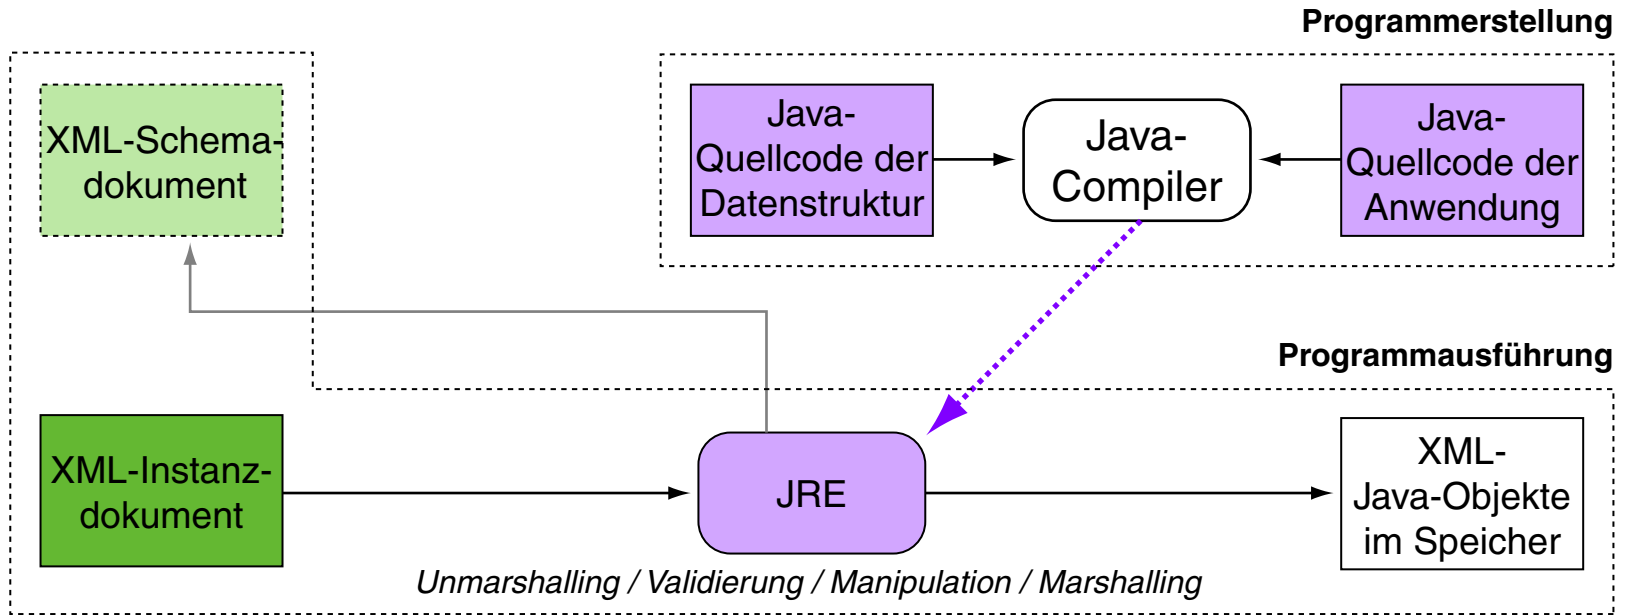 Programmerstellung
XML-Schema-
dokument
Java-
Quellcode der
Datenstruktur
Java-
Compiler
Java-
Quellcode der
Anwendung
Programmausführung
XML-Instanz-
dokument
JRE
XML-
Java-Objekte
im Speicher
Unmarshalling / Validierung / Manipulation / Marshalling